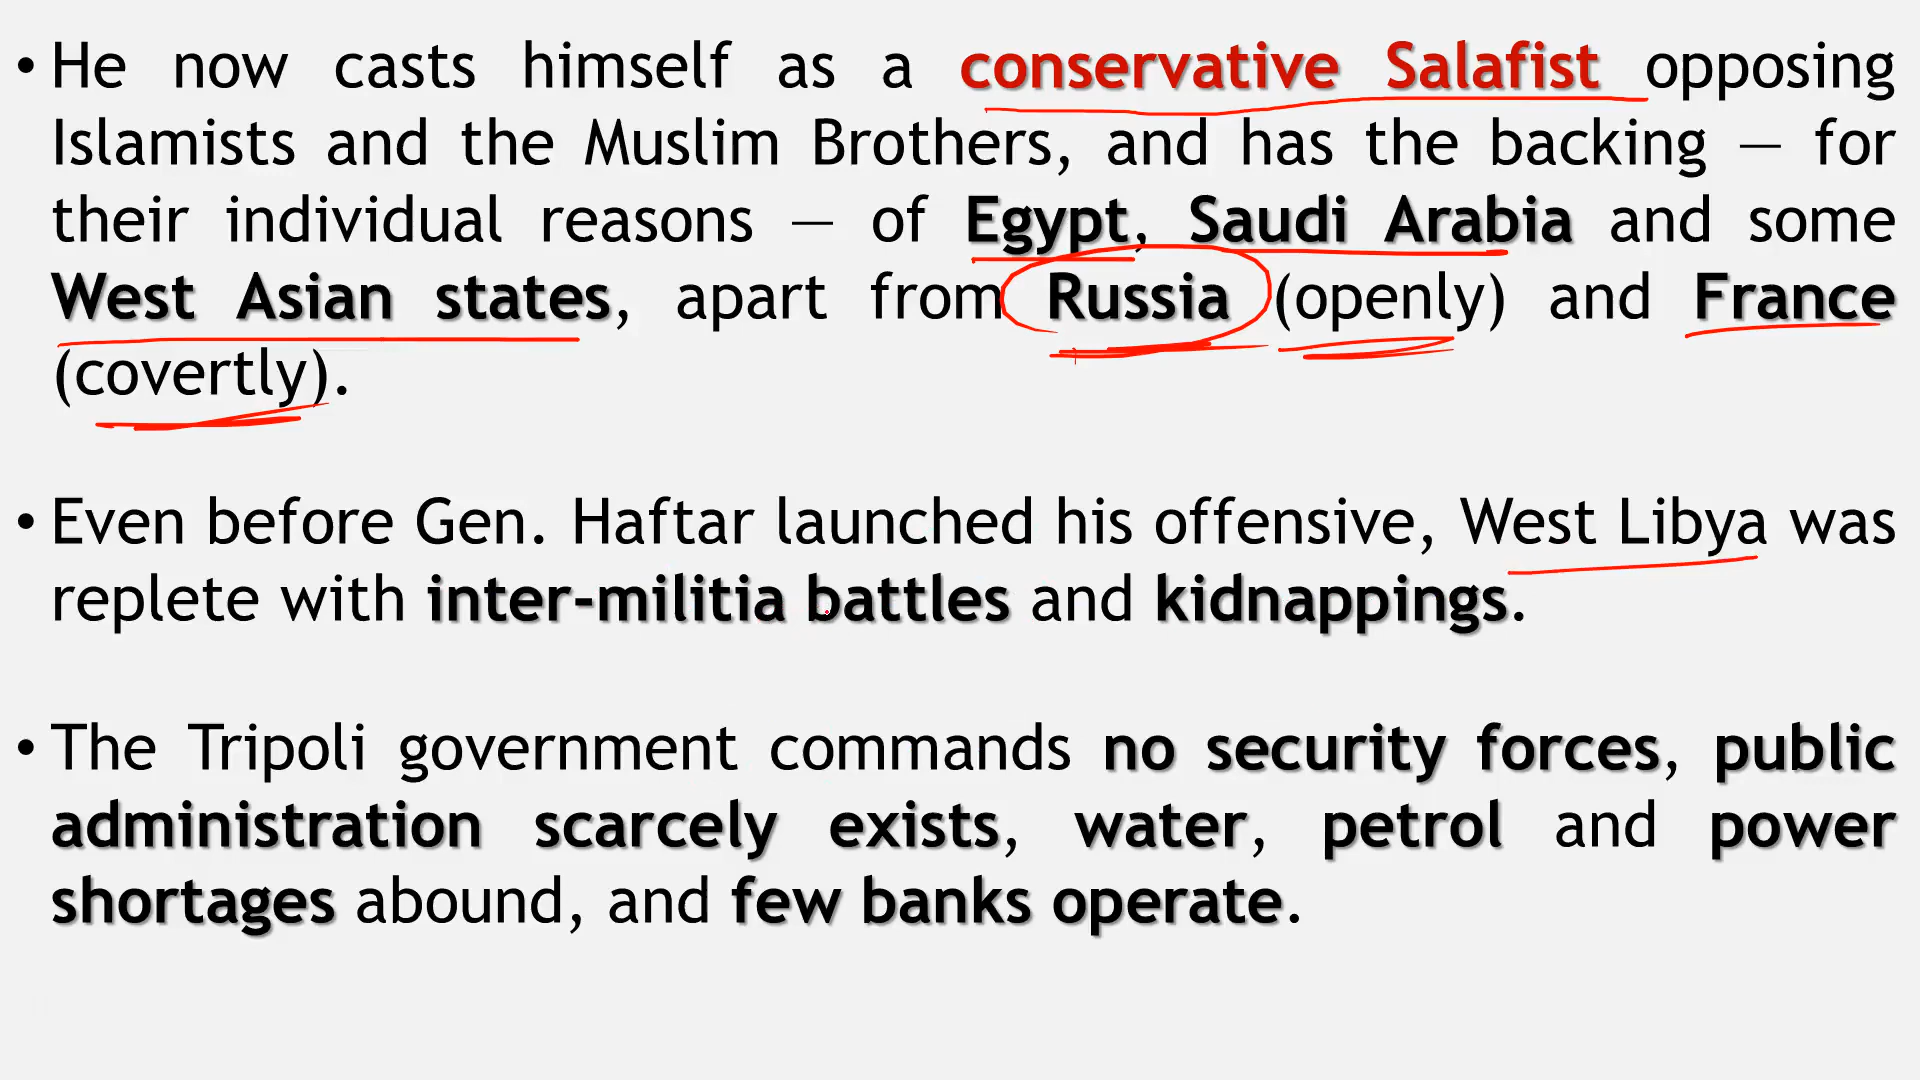 • He now casts himself as a conservative Salafist opposing
Islamists and the Muslim Brothers, and has the backing — for
their individual reasons — of Egypt, Saudi Arabia and some
West Asian states, apart from Russia (openly) and France
(covertly).
• Even before Gen. Haftar launched his offensive, West Libya was
replete with inter-militia battles and kidnappings.
• The Tripoli government commands no security forces, public
administration scarcely exists, water, petrol and power
shortages abound, and few banks operate.